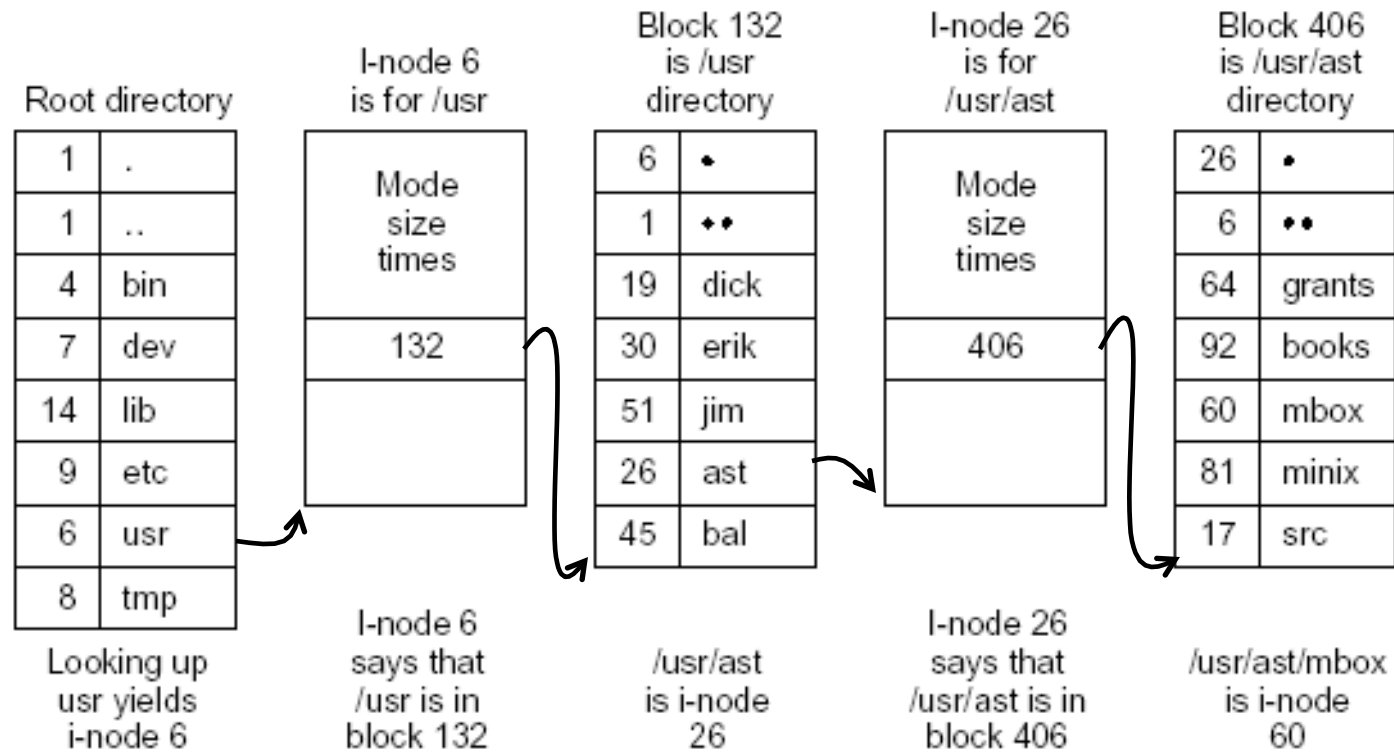 Root directory
1 .
1 ..
4 bin
7 dev
14 lib
9 etc
6 usr
8 tmp
Looking up
usr yields
i-node 6
I-node 6
is for /usr
Mode
size
times
132
I-node 6
says that
/usr is in
block 132
Block 132
is /usr
directory
6 •
1 ••
19 dick
30 erik
51 jim
26 ast
45 bal
/usr/ast
is i-node
26
I-node 26
is for
/usr/ast
Mode
size
times
406
I-node 26
says that
/usr/ast is in
block 406
Block 406
is /usr/ast
directory
26 •
6 ••
64 grants
92 books
60 mbox
81 minix
17 src
/usr/ast/mbox
is i-node
60